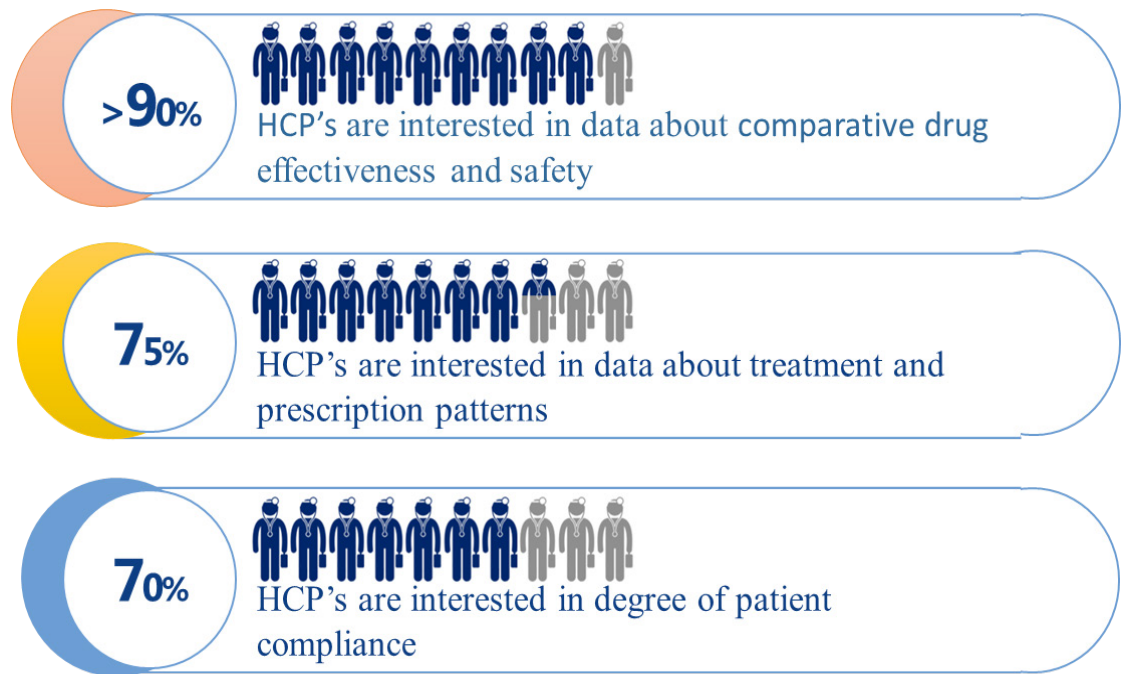 >90%
HCP’s are interested in data about comparative drug
effectiveness and safety
75%
HCP’s are interested in data about treatment and
prescription patterns
70%
HCP’s are interested in degree of patient
compliance